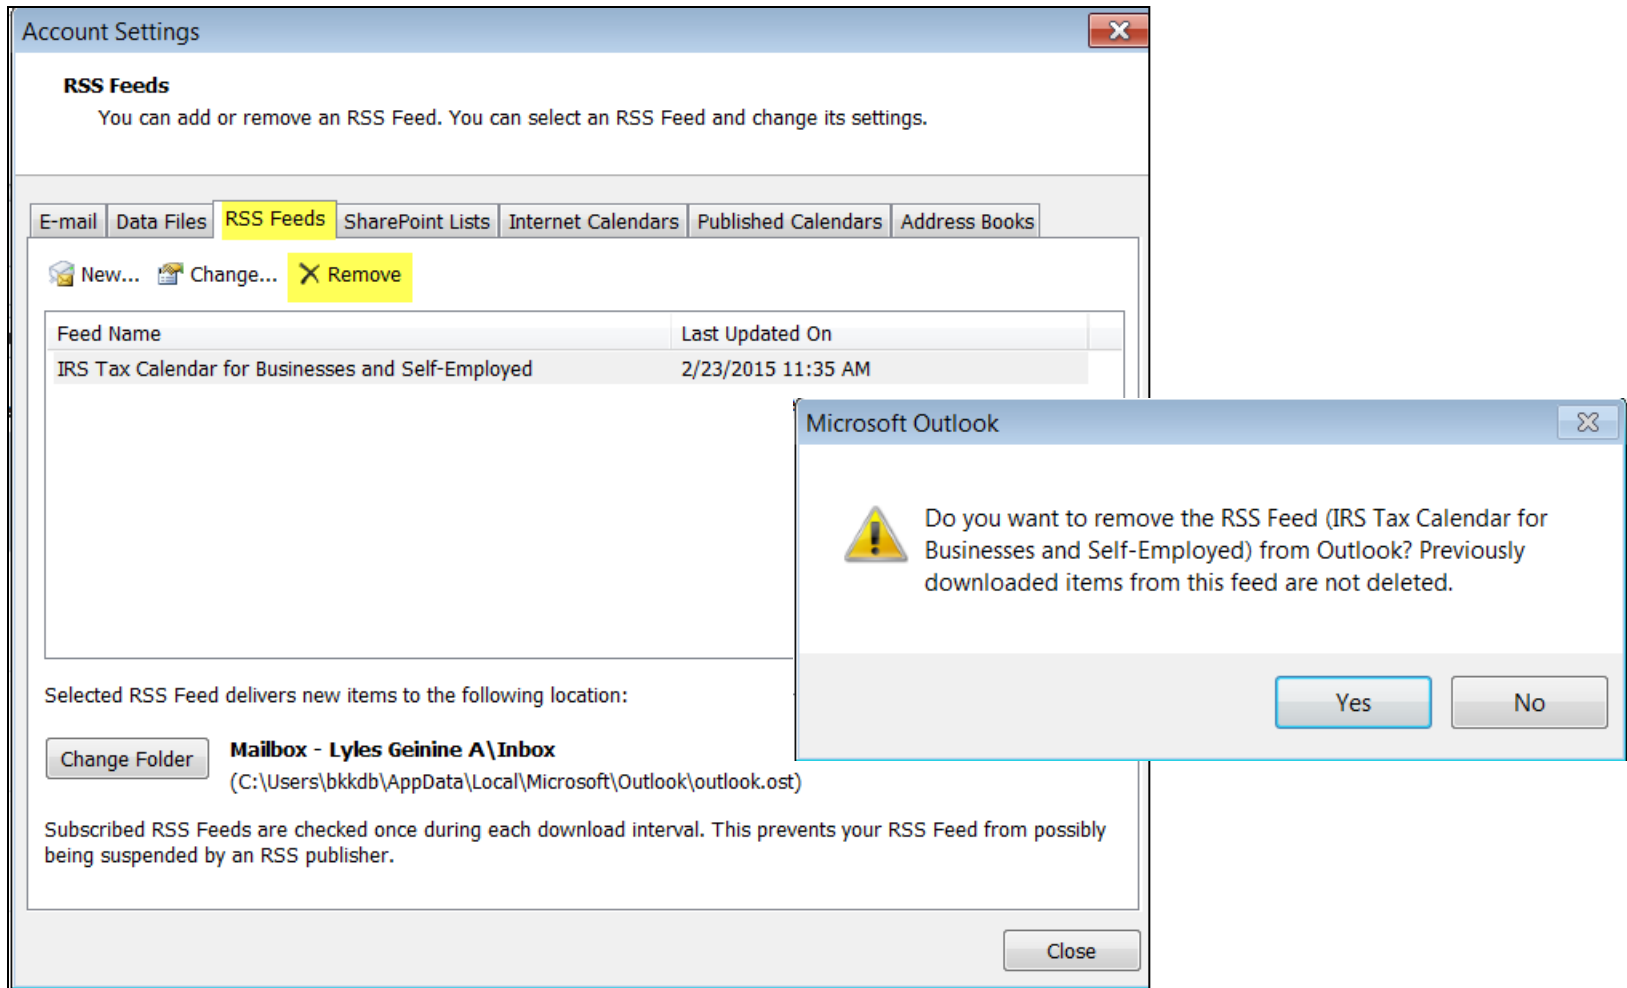 Account Settings
RSS Feeds
You can add or remove an RSS Feed. You can select an RSS Feed and change its settings.
E-mail Data Files RSS Feeds SharePoint Lists Internet Calendars Published Calendars Address Books
New... Change... Remove
Feed Name Last Updated On
IRS Tax Calendar for Businesses and Self-Employed 2/23/2015 11:35 AM
Microsoft Outlook
Do you want to remove the RSS Feed (IRS Tax Calendar for
Businesses and Self-Employed) from Outlook? Previously
downloaded items from this feed are not deleted.
Yes No
Selected RSS Feed delivers new items to the following location:
Change Folder Mailbox - Lyles Geinine A\Inbox
(C:\Users\bkkdb\AppData\Local\Microsoft\Outlook\outlook.ost)
Subscribed RSS Feeds are checked once during each download interval. This prevents your RSS Feed from possibly
being suspended by an RSS publisher.
Close